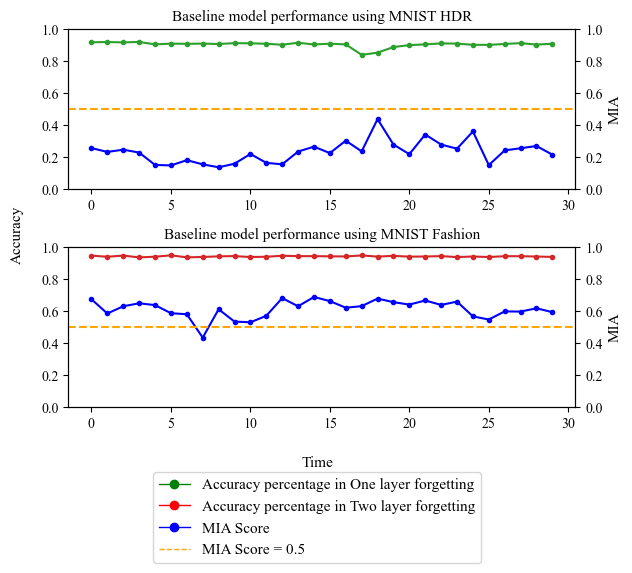 Baseline model performance using MNIST HDR
1.0 1.0
0.8 0.8
0.6 0.6
0.4 0.4
0.2 0.2
0.0 0.0
MIA
0 5 10 15 20 25 30
Accuracy
Baseline model performance using MNIST Fashion
1.0 1.0
0.8 0.8
0.6 0.6
0.4 0.4
0.2 0.2
0.0 0.0
MIA
0 5 10 15 20 25 30
Time
Accuracy percentage in One layer forgetting
Accuracy percentage in Two layer forgetting
MIA Score
MIA Score = 0.5